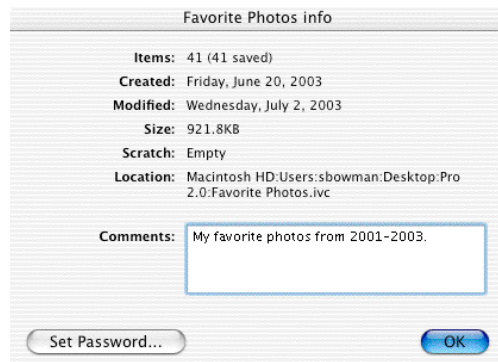 Favorite Photos info
Items: 41 (41 saved)
Created: Friday, June 20, 2003
Modified: Wednesday, July 2, 2003
Size: 921.8KB
Scratch: Empty
Location: Macintosh HD:Users:sbowman:Desktop:Pro
2.0:Favorite Photos.ivc
Comments: My favorite photos from 2001-2003.
Set Password... OK